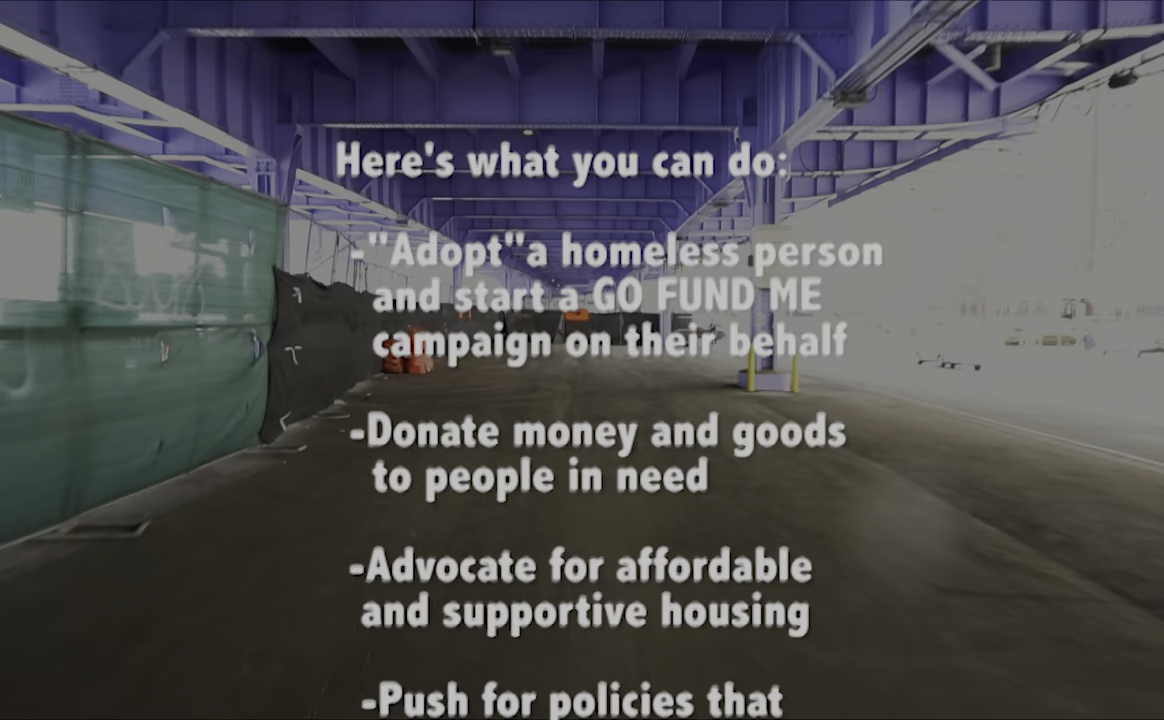 Here's what you can do:
-"Adopt"a homeless person
and start a GO FUND ME
campaign on their behalf
-Donate money and goods
to people in need
-Advocate for affordable
and supportive housing
-Push for policies that